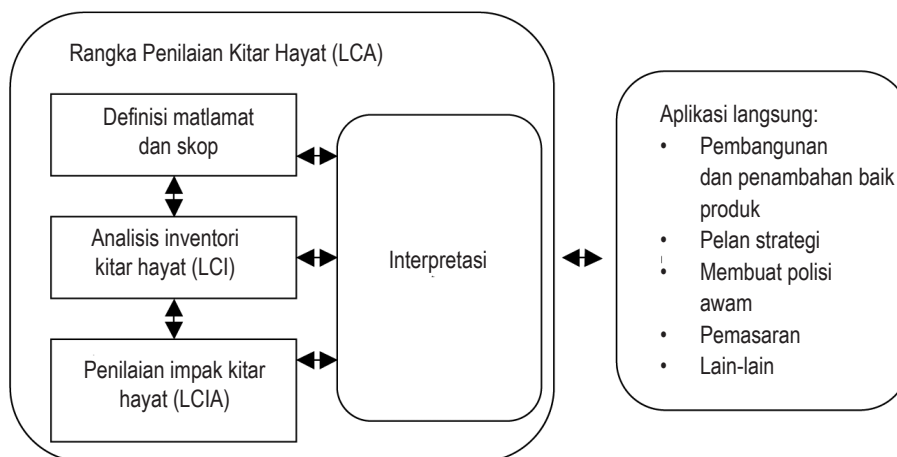 Rangka Penilaian Kitar Hayat (LCA)
Definisi matlamat
dan skop
Analisis inventori
kitar hayat (LCI)
Penilaian impak kitar
hayat (LCIA)
Interpretasi
Aplikasi langsung:
• Pembangunan
dan penambahan baik
produk
• Pelan strategi
• Membuat polisi
awam
• Pemasaran
• Lain-lain